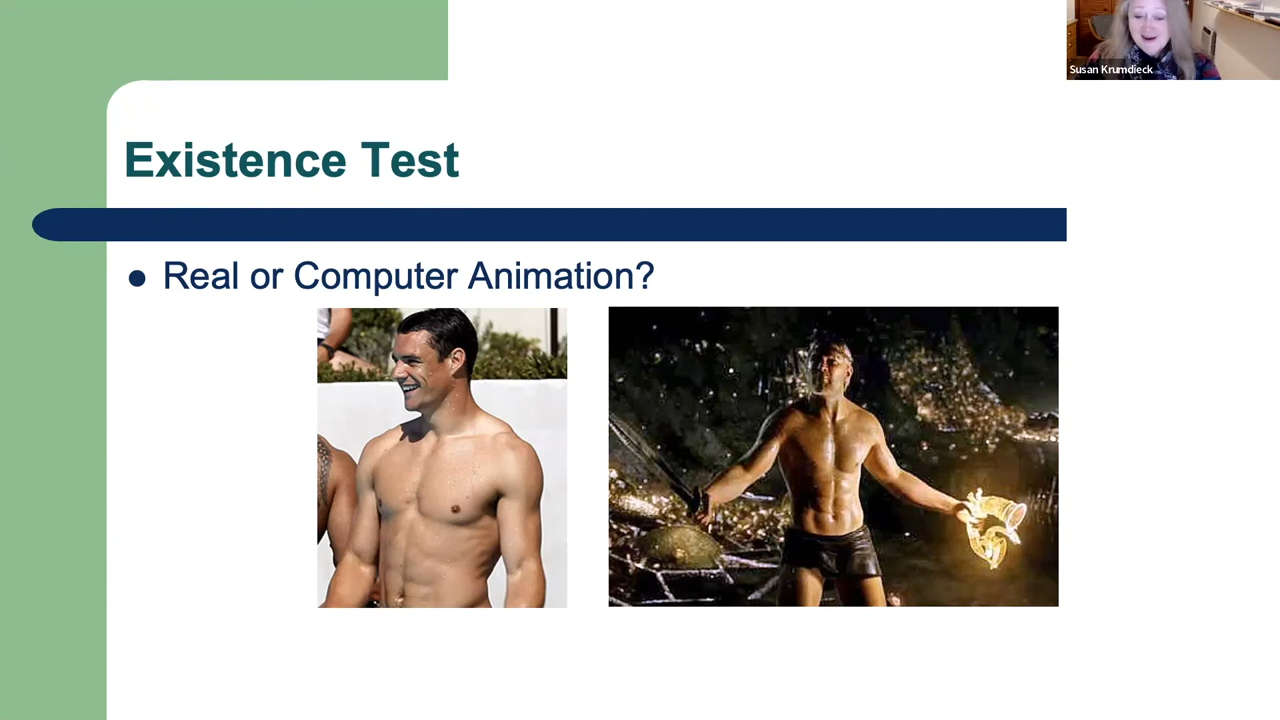 Susan Krumdieck
Existence Test
● Real or Computer Animation?